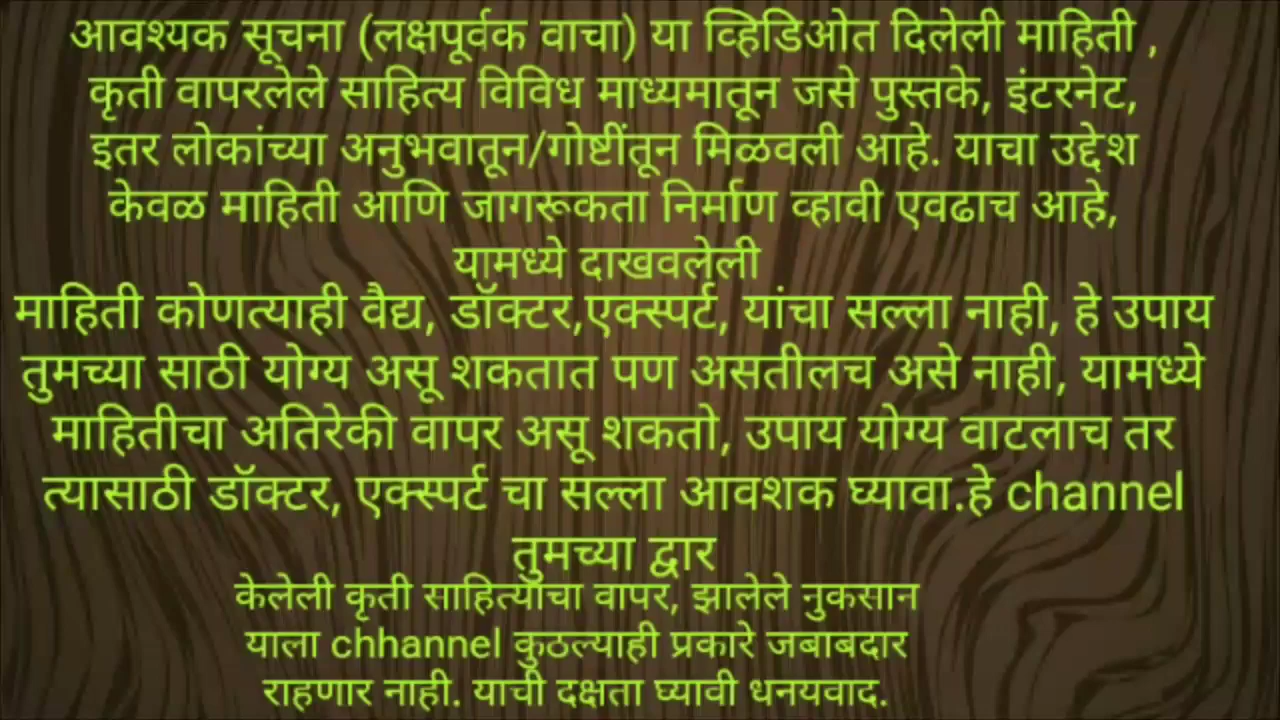 आवश्यक सूचना (लक्षपूर्वक वाचा) या व्हिडिओत दिलेली माहिती ,
कृती वापरलेले साहित्य विविध माध्यमातून जसे पुस्तके, इंटरनेट,
इतर लोकांच्या अनुभवातून/गोष्टींतून मिळवली आहे. याचा उद्देश
केवळ माहिती आणि जागरूकता निर्माण व्हावी एवढाच आहे,
यामध्ये दाखवलेली
माहिती कोणत्याही वैद्य, डॉक्टर,एक्स्पर्ट, यांचा सल्ला नाही, हे उपाय
तुमच्या साठी योग्य असू शकतात पण असतीलच असे नाही, यामध्ये
माहितीचा अतिरेकी वापर असू शकतो, उपाय योग्य वाटलाच तर
त्यासाठी डॉक्टर, एक्स्पर्ट चा सल्ला आवशक घ्यावा.हे channel
तुमच्या द्वार
केलेली कृती साहित्याचा वापर, झालेले नुकसान
याला chhannel कुठल्याही प्रकारे जबाबदार
राहणार नाही. याची दक्षता घ्यावी धनयवाद.